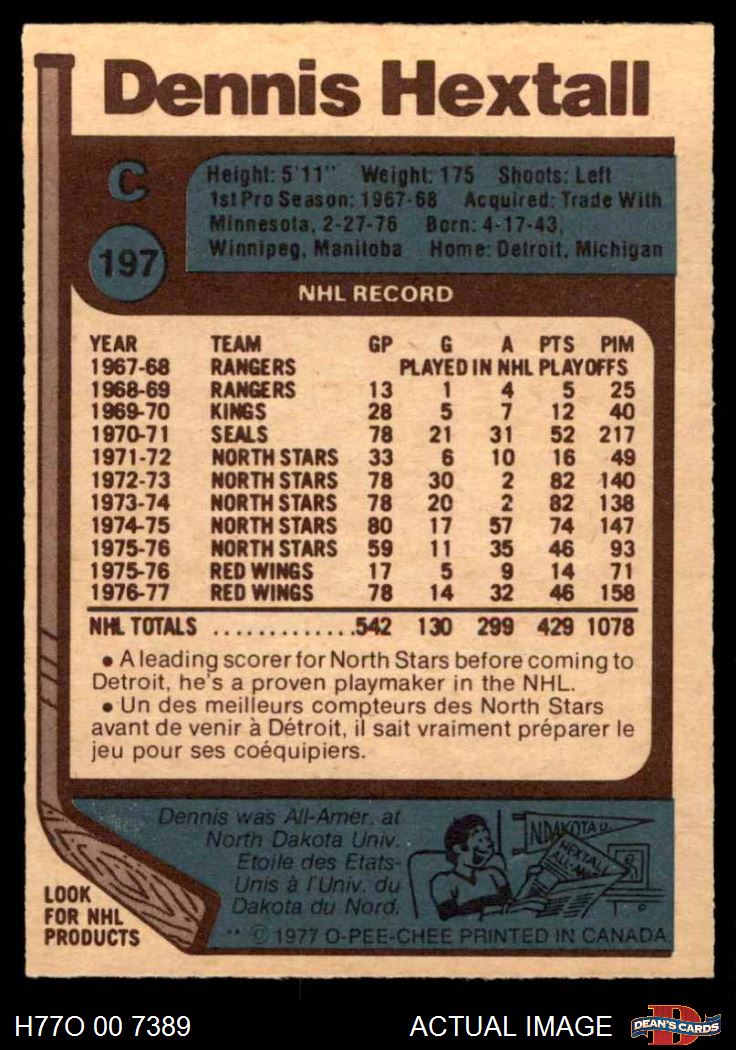 Dennis Hextall
C
Height: 5'11" Weight: 175 Shoots: Left
1st Pro Season: 1967-68 Acquired: Trade With
Minnesota, 2-27-76 Born: 4-17-43,
Winnipeg, Manitoba Home: Detroit, Michigan
197
NHL RECORD
YEAR TEAM GP G A PTS PIM
1967-68 RANGERS PLAYED IN NHL PLAYOFFS
1968-69 RANGERS 13 1 4 5 25
1969-70 KINGS 28 5 7 12 40
1970-71 SEALS 78 21 31 52 217
1971-72 NORTH STARS 33 6 10 16 49
1972-73 NORTH STARS 78 30 2 82 140
1973-74 NORTH STARS 78 20 2 82 138
1974-75 NORTH STARS 80 17 57 74 147
1975-76 NORTH STARS 59 11 35 46 93
1975-76 RED WINGS 17 5 9 14 71
1976-77 RED WINGS 78 14 32 46 158
NHL TOTALS .............542 130 299 429 1078
• A leading scorer for North Stars before coming to
Detroit, he's a proven playmaker in the NHL.
• Un des meilleurs compteurs des North Stars
avant de venir à Détroit, il sait vraiment préparer le
jeu pour ses coéquipiers.
Dennis was All-Amer. at
North Dakota Univ.
Etoile des Etats-
Unis à l'Univ. du
Dakota du Nord.
N.DAKOTA U.
HEXTALL
ALL-AM
LOOK
FOR NHL
PRODUCTS
** © 1977 O-PEE-CHEE PRINTED IN CANADA
H77O 00 7389 ACTUAL IMAGE
D
DEAN'S CARDS